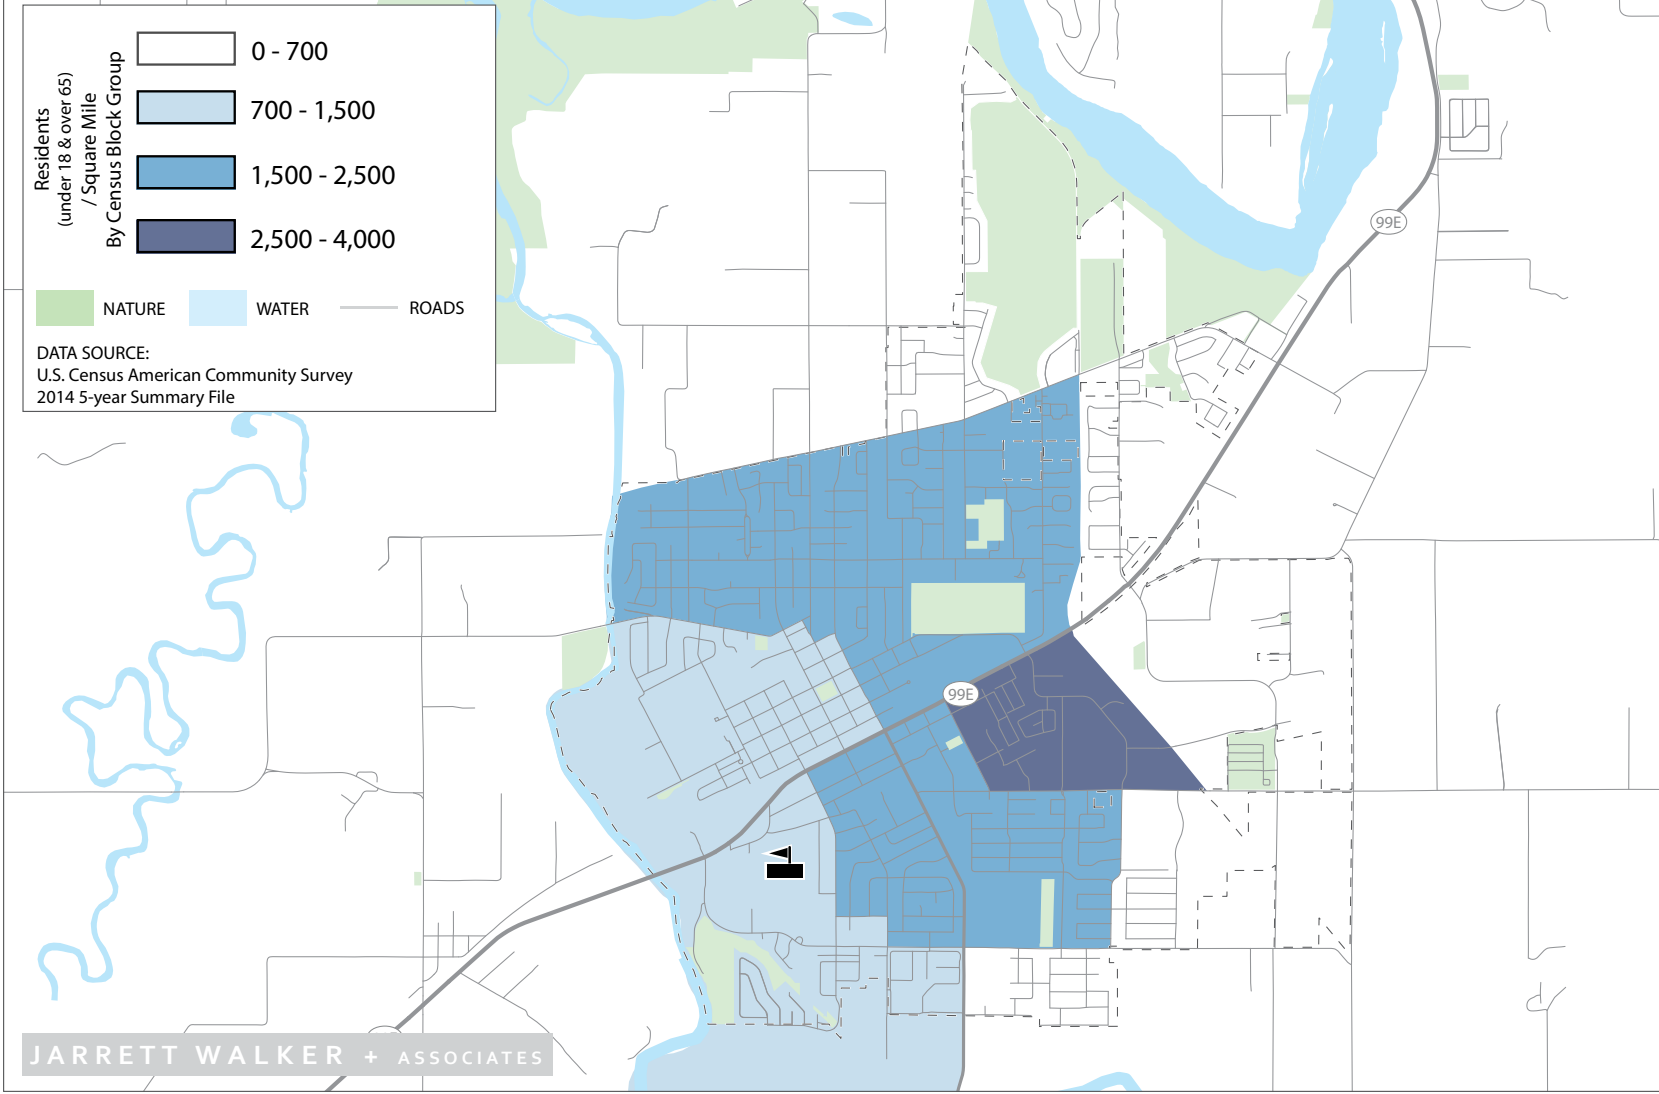 Residents
(under 18 & over 65)
/ Square Mile
By Census Block Group
0 - 700
700 - 1,500
1,500 - 2,500
2,500 - 4,000
NATURE
WATER
ROADS
DATA SOURCE:
U.S. Census American Community Survey
2014 5-year Summary File
99E
99E
JARRETT WALKER + ASSOCIATES